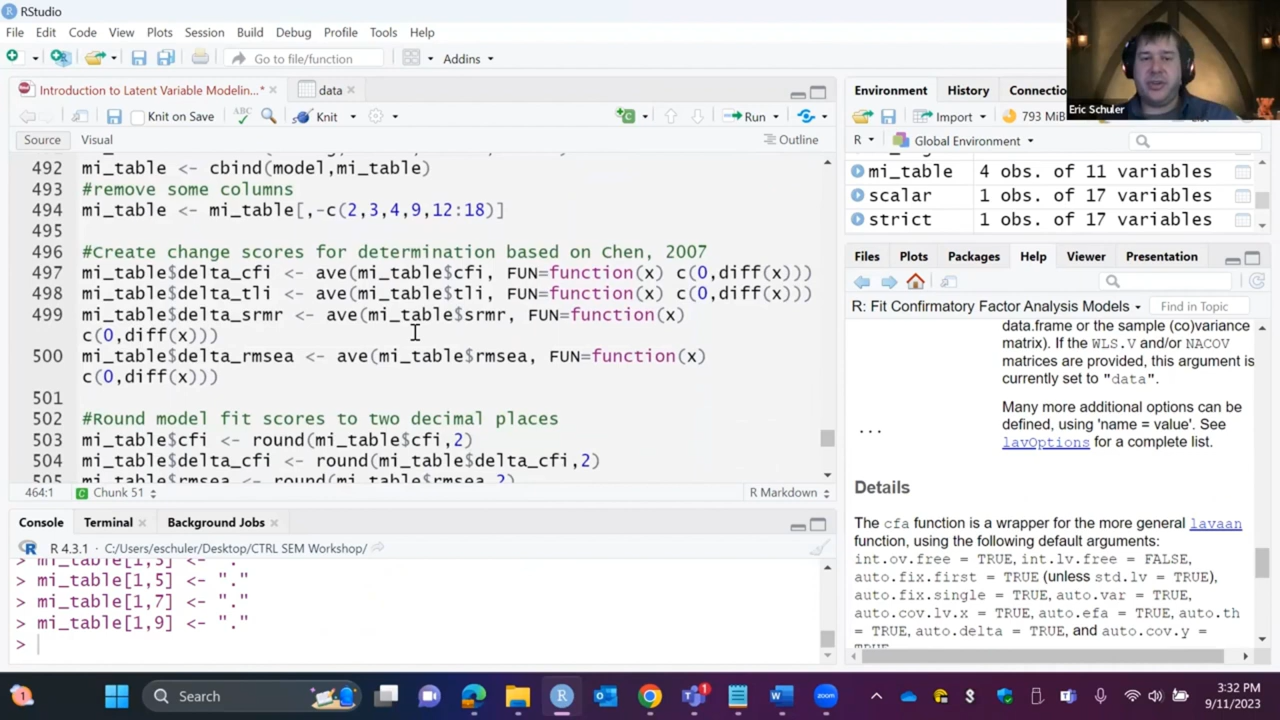 RStudio
File Edit Code View Plots Session Build Debug Profile Tools Help
Go to file/function Addins
Introduction to Latent Variable Modelin...* data
Knit on Save Knit Run
Source Visual Outline
492 mi_table <- cbind(model,mi_table)
493 #remove some columns
494 mi_table <- mi_table[,-c(2,3,4,9,12:18)]
495
496 #Create change scores for determination based on Chen, 2007
497 mi_table$delta_cfi <- ave(mi_table$cfi, FUN=function(x) c(0,diff(x)))
498 mi_table$delta_tli <- ave(mi_table$tli, FUN=function(x) c(0,diff(x)))
499 mi_table$delta_srmr <- ave(mi_table$srmr, FUN=function(x)
c(0,diff(x)))
500 mi_table$delta_rmsea <- ave(mi_table$rmsea, FUN=function(x)
c(0,diff(x)))
501
502 #Round model fit scores to two decimal places
503 mi_table$cfi <- round(mi_table$cfi,2)
504 mi_table$delta_cfi <- round(mi_table$delta_cfi,2)
505 mi_table$rmsea <- round(mi_table$rmsea,2)
464:1 Chunk 51 R Markdown
Console Terminal Background Jobs
R 4.3.1 · C:/Users/eschuler/Desktop/CTRL SEM Workshop/
> mi_table[1,3] <- "."
> mi_table[1,5] <- "."
> mi_table[1,7] <- "."
> mi_table[1,9] <- "."
>
Eric Schuler
Environment History Connectio
Import 793 MiB
R Global Environment
mi_table 4 obs. of 11 variables
scalar 1 obs. of 17 variables
strict 1 obs. of 17 variables
Files Plots Packages Help Viewer Presentation
R: Fit Confirmatory Factor Analysis Models Find in Topic
data.frame or the sample (co)variance
matrix). If the WLS.V and/or NACOV
matrices are provided, this argument is
currently set to "data".
... Many more additional options can be
defined, using 'name = value'. See
lavOptions for a complete list.
Details
The cfa function is a wrapper for the more general lavaan
function, using the following default arguments:
int.ov.free = TRUE, int.lv.free = FALSE,
auto.fix.first = TRUE (unless std.lv = TRUE),
auto.fix.single = TRUE, auto.var = TRUE,
auto.cov.lv.x = TRUE, auto.efa = TRUE, auto.th
= TRUE, auto.delta = TRUE, and auto.cov.y =
TRUE
1 Search 1 3:32 PM
9/11/2023